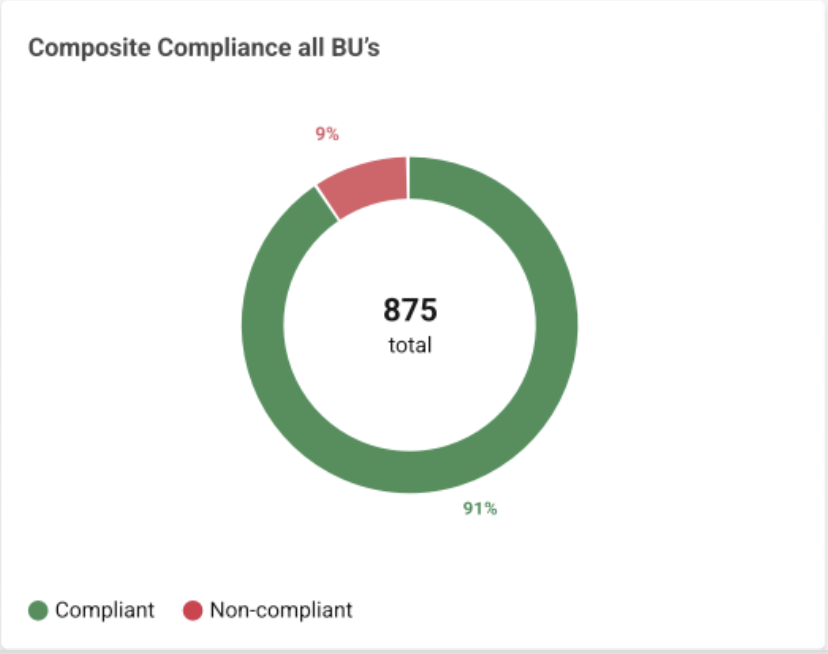 Composite Compliance all BU’s
9%
875
total
91%
Compliant
Non-compliant